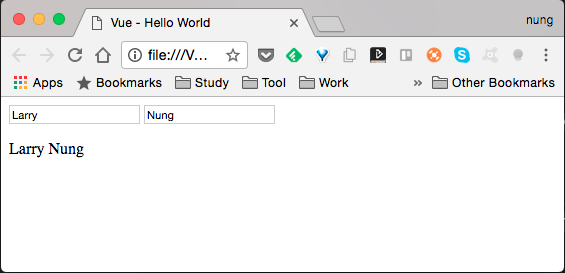 Vue - Hello World
nung
file:///V...
Apps Bookmarks Study Tool Work » Other Bookmarks
Larry Nung
Larry Nung